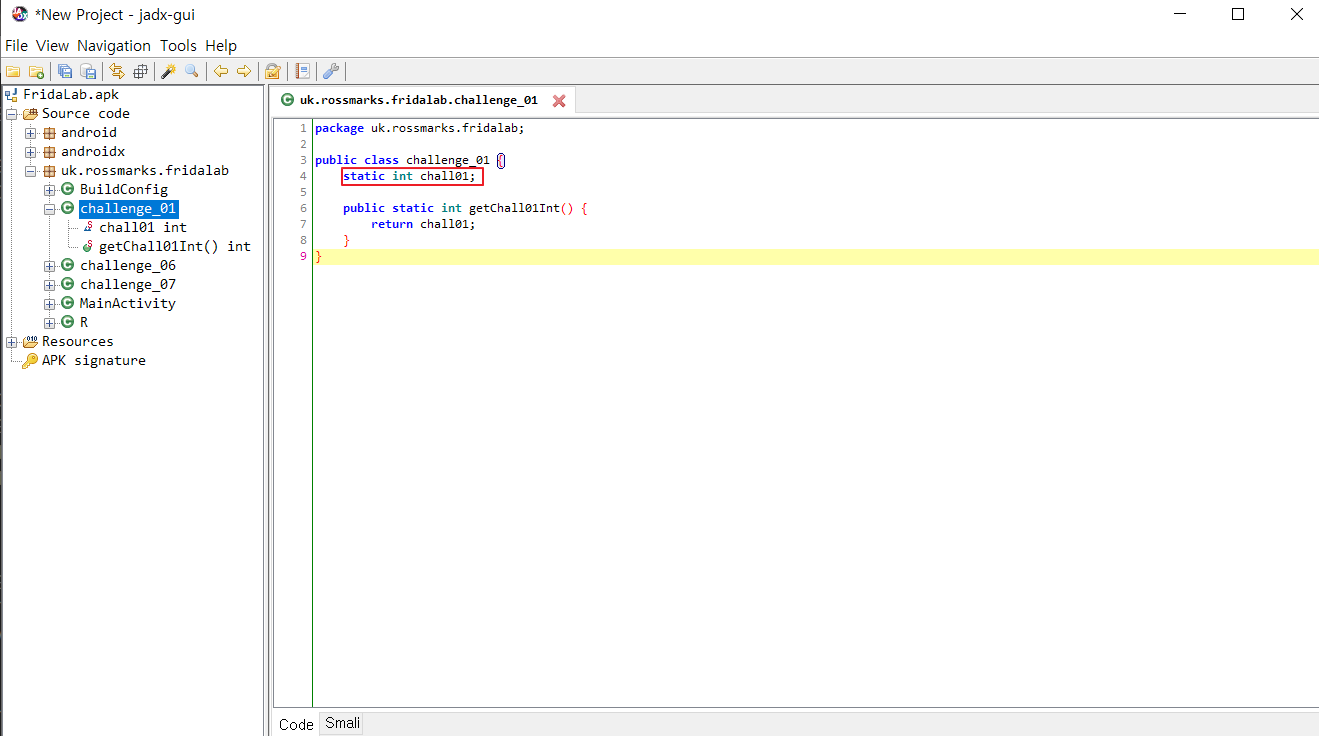 *New Project - jadx-gui
File View Navigation Tools Help
FridaLab.apk
Source code
android
androidx
uk.rossmarks.fridalab
BuildConfig
challenge_01
chall01 int
getChall01Int() int
challenge_06
challenge_07
MainActivity
R
Resources
APK signature
uk.rossmarks.fridalab.challenge_01
1 package uk.rossmarks.fridalab;
2
3 public class challenge_01 {
4 static int chall01;
5
6 public static int getChall01Int() {
7 return chall01;
8 }
9 }
Code Smali